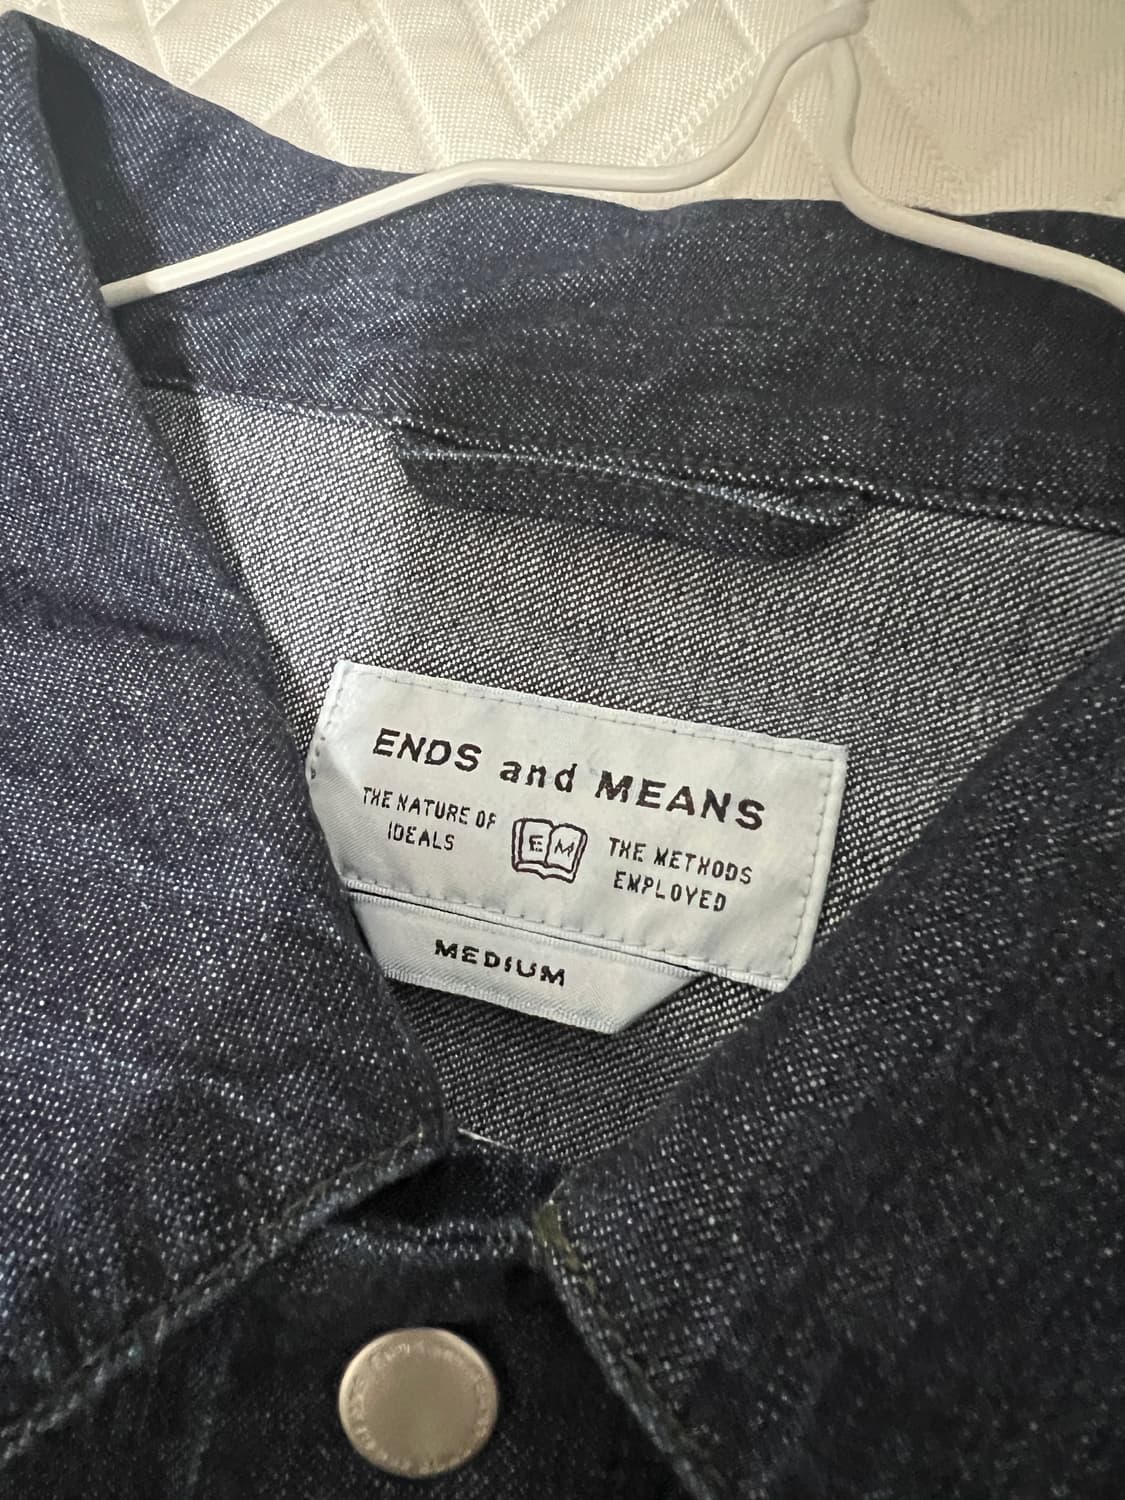 ENDS and MEANS
THE NATURE OF
IDEALS
E M
THE METHODS
EMPLOYED
MEDIUM